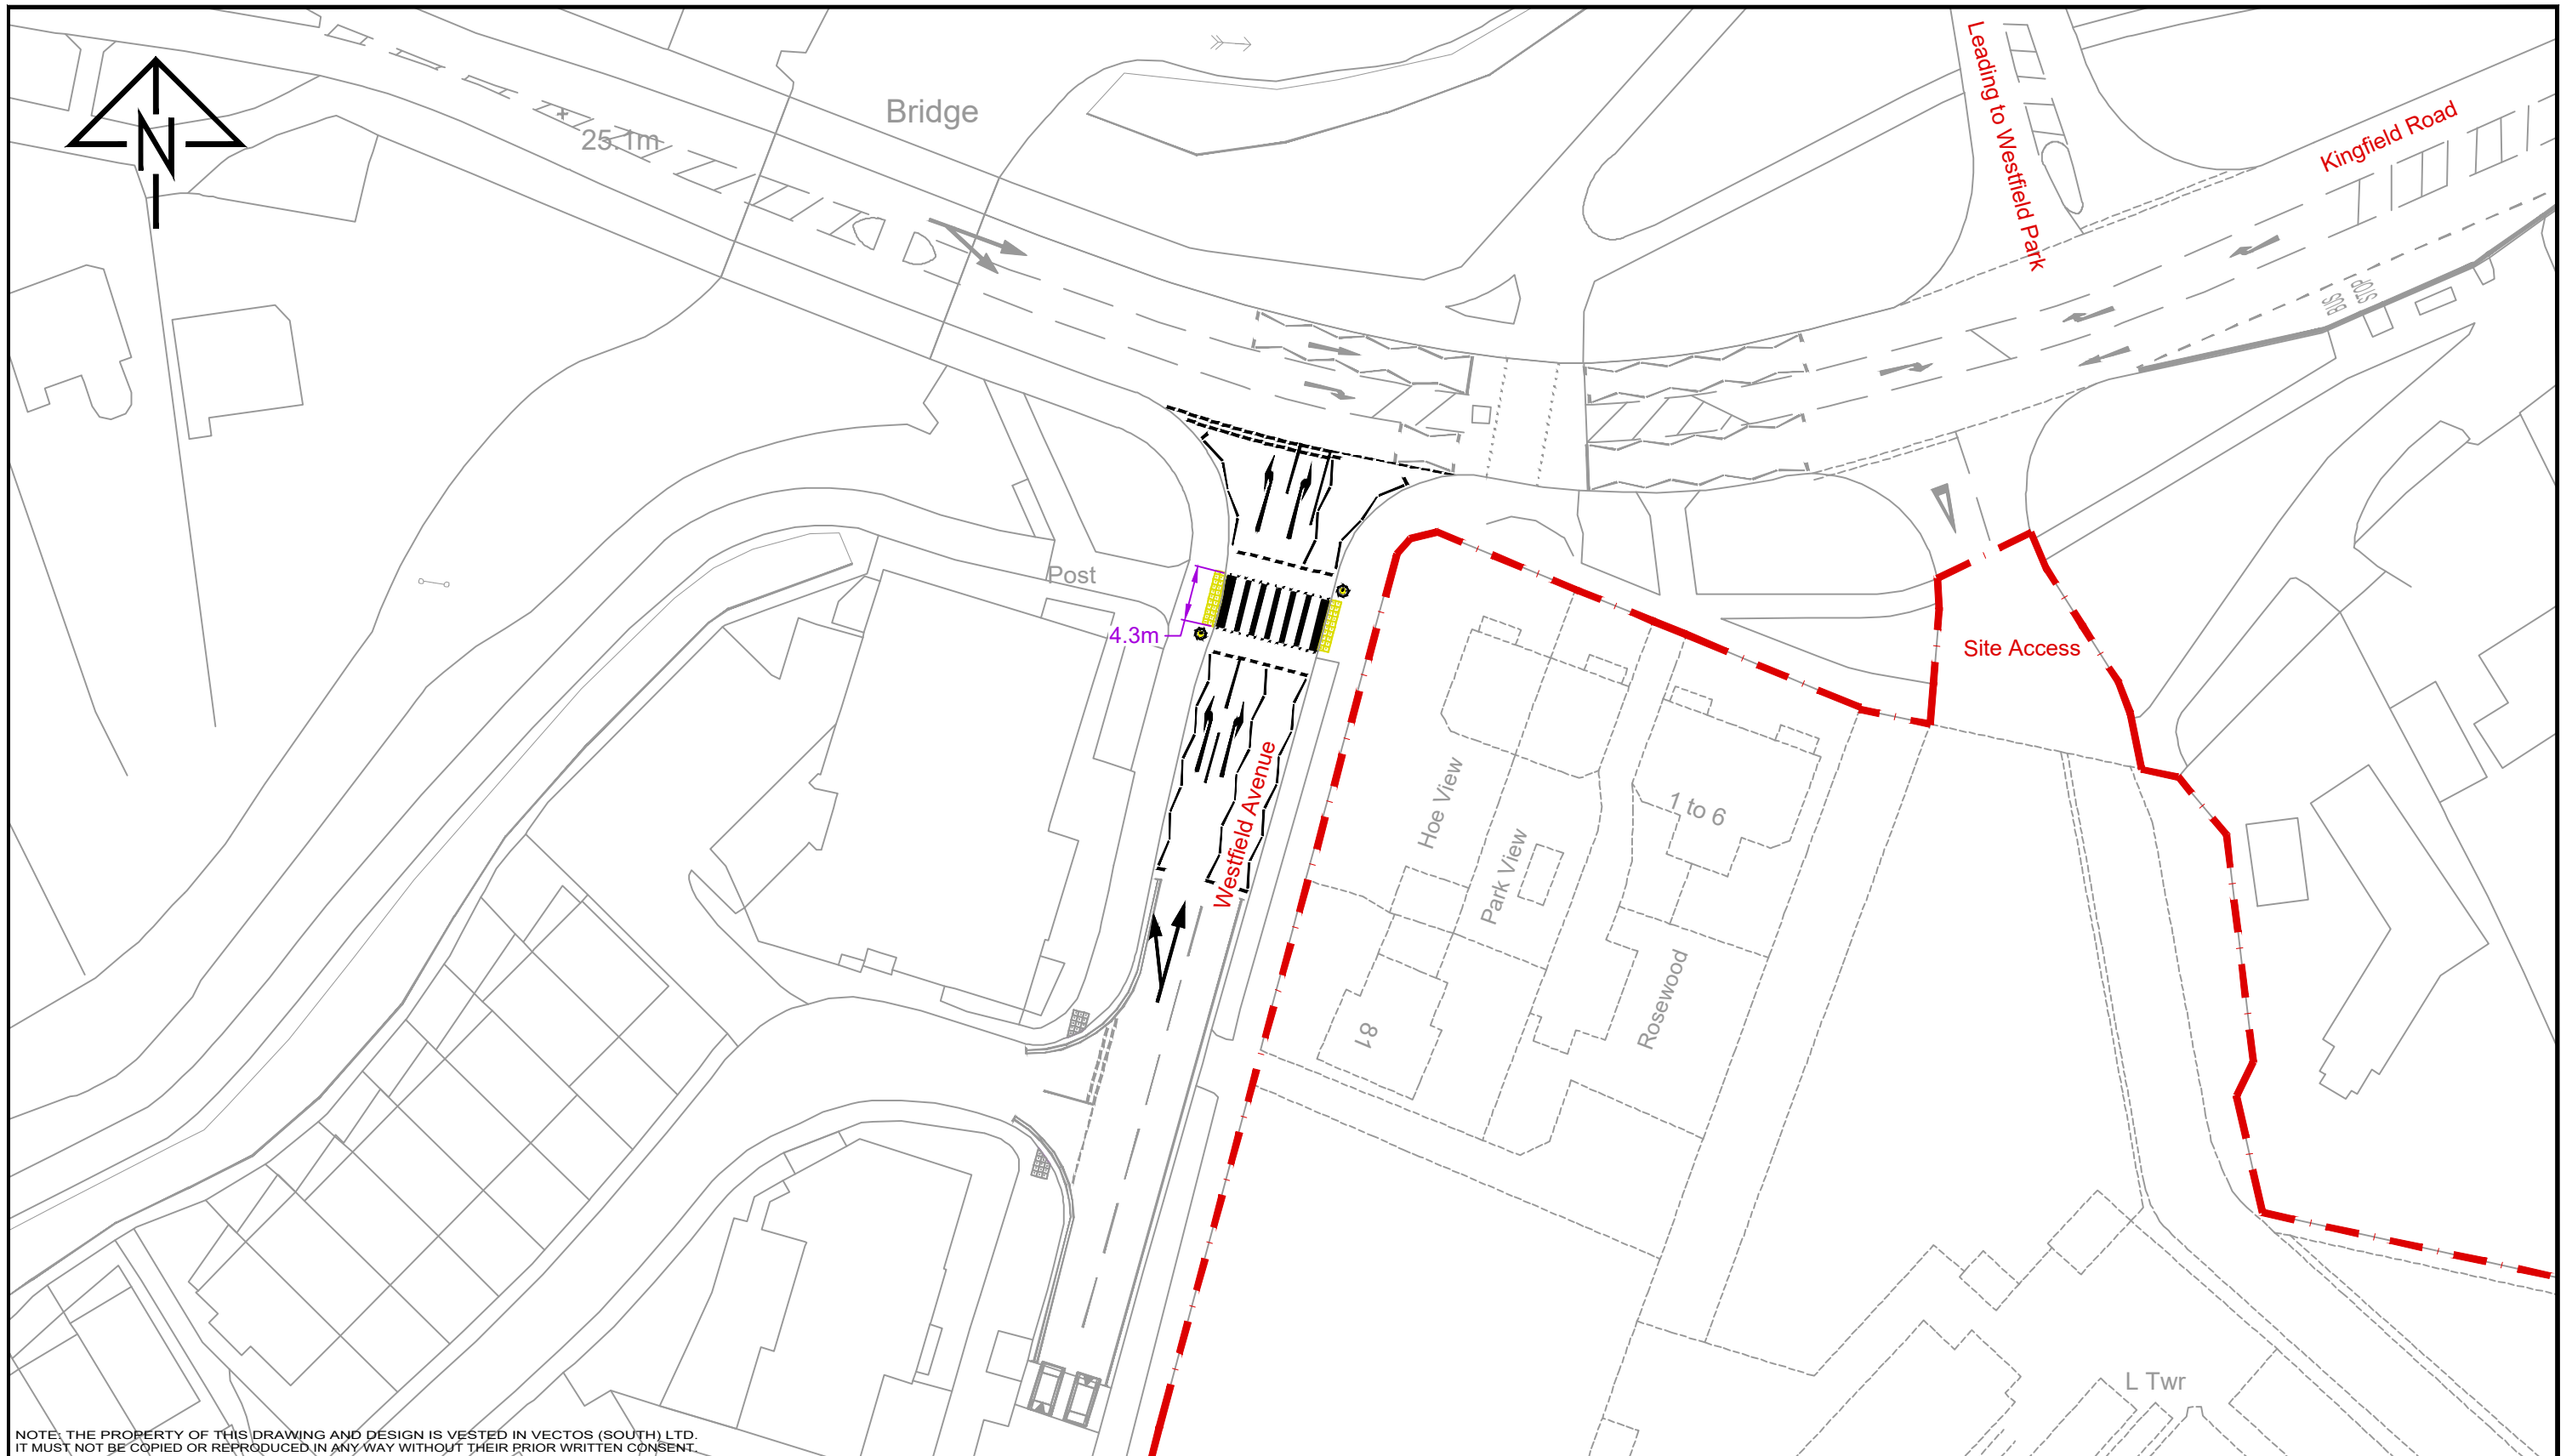 N
25.1m
Bridge
Leading to Westfield Park
Kingfield Road
BUS
STOP
Post
4.3m
Site Access
Westfield Avenue
Hoe View
Park View
1 to 6
Rosewood
81
L Twr
NOTE: THE PROPERTY OF THIS DRAWING AND DESIGN IS VESTED IN VECTOS (SOUTH) LTD.
IT MUST NOT BE COPIED OR REPRODUCED IN ANY WAY WITHOUT THEIR PRIOR WRITTEN CONSENT.